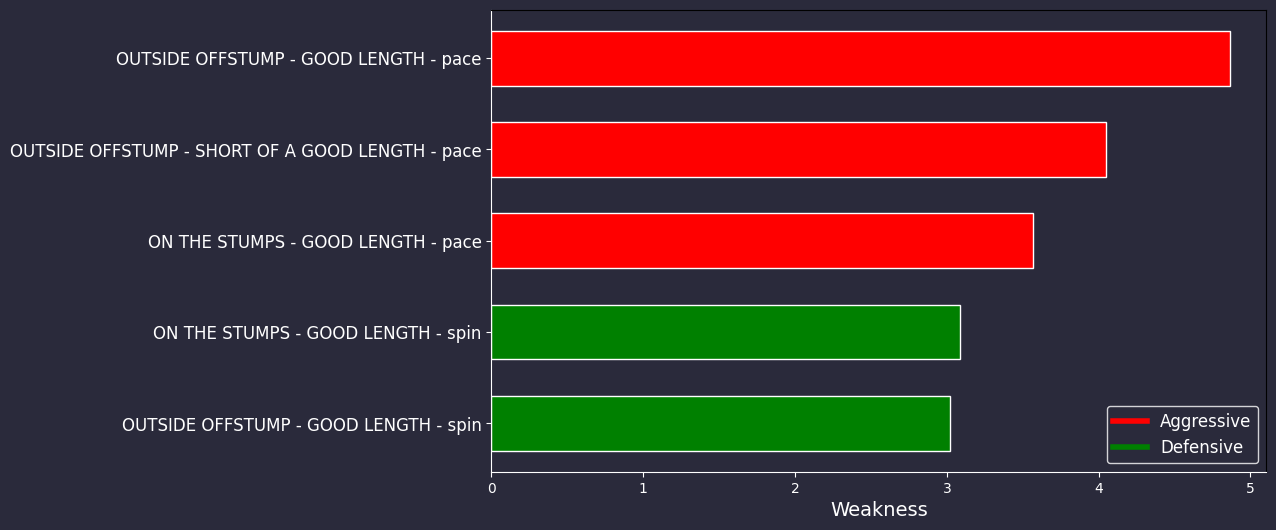 OUTSIDE OFFSTUMP - GOOD LENGTH - pace
OUTSIDE OFFSTUMP - SHORT OF A GOOD LENGTH - pace
ON THE STUMPS - GOOD LENGTH - pace
ON THE STUMPS - GOOD LENGTH - spin
OUTSIDE OFFSTUMP - GOOD LENGTH - spin
Aggressive
Defensive
0 1 2 3 4 5
Weakness